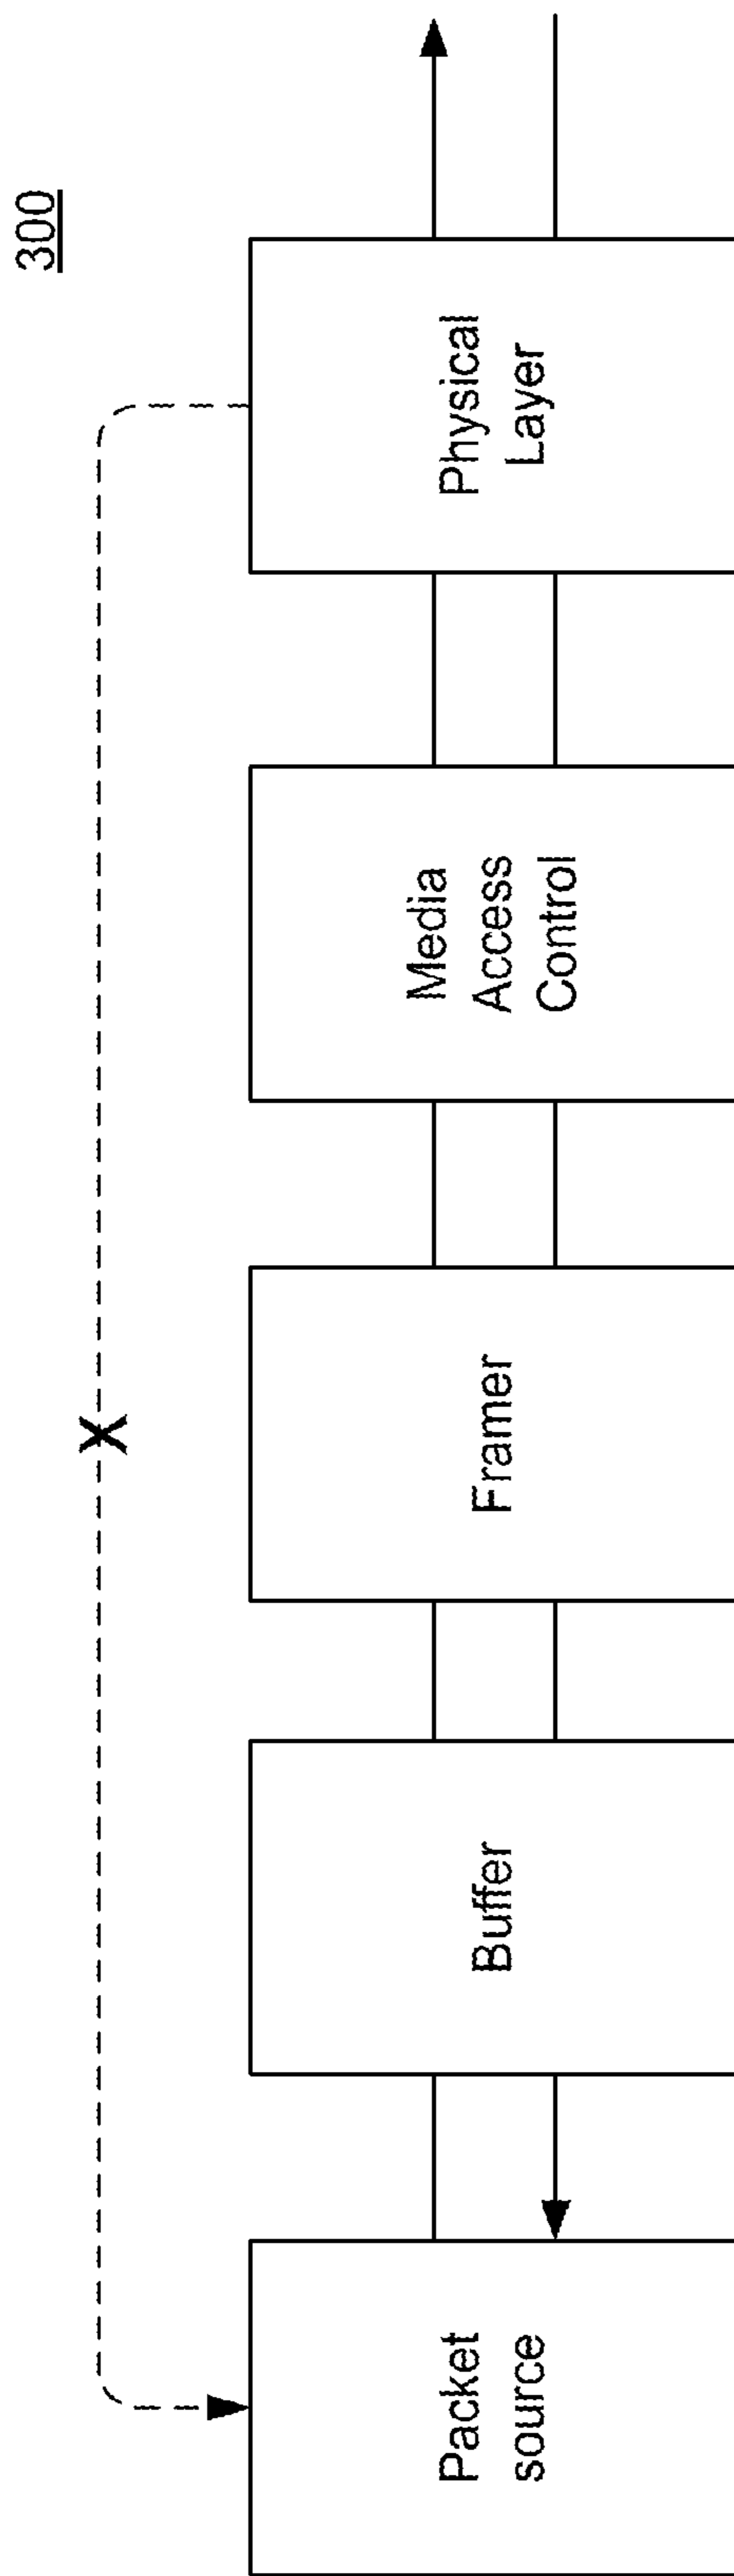 300
X
Packet
source
Buffer
Framer
Media
Access
Control
Physical
Layer